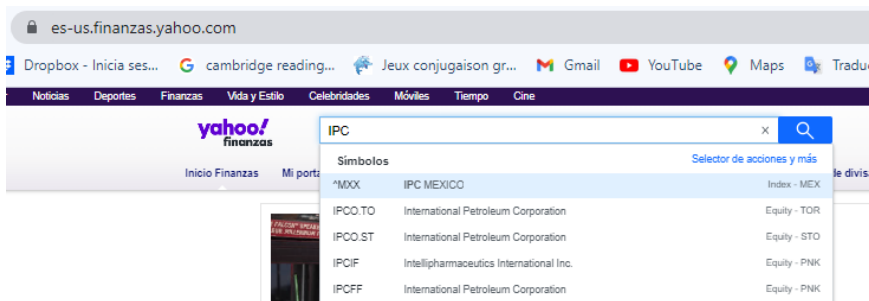 es-us.finanzas.yahoo.com
Dropbox - Inicia ses... G cambridge reading... Jeux conjugaison gr... M Gmail YouTube Maps Tradu
Noticias Deportes Finanzas Vida y Estilo Celebridades Móviles Tiempo Cine
yahoo!
finanzas
IPC ×
Símbolos Selector de acciones y más
Inicio Finanzas Mi porta de divisa
^MXX IPC MEXICO Index - MEX
IPCO.TO International Petroleum Corporation Equity - TOR
IPCO.ST International Petroleum Corporation Equity - STO
IPCIF Intellipharmaceutics International Inc. Equity - PNK
IPCFF International Petroleum Corporation Equity - PNK